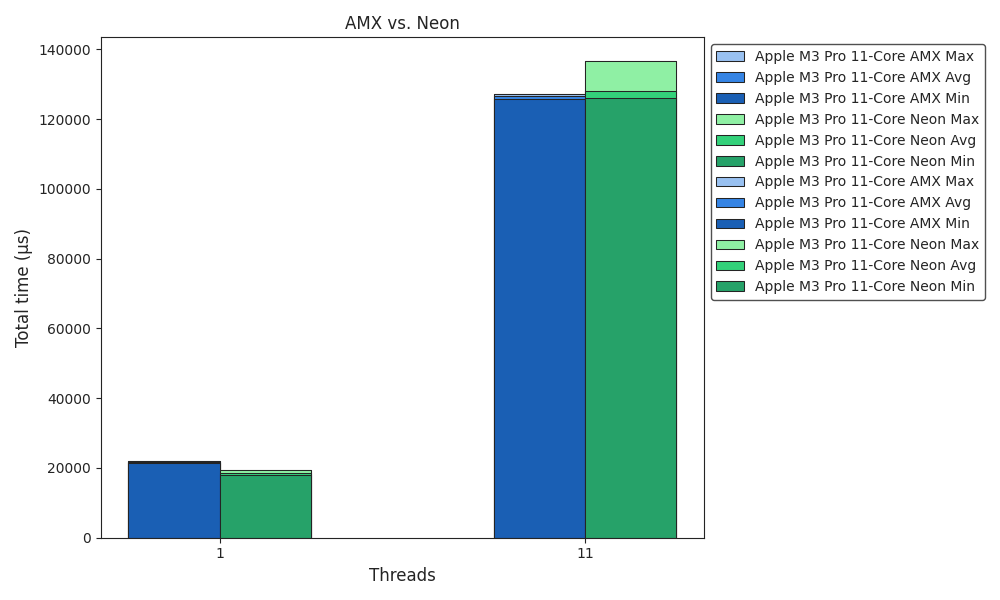 AMX vs. Neon
Total time (µs)
140000
120000
100000
80000
60000
40000
20000
0
1
11
Threads
Apple M3 Pro 11-Core AMX Max
Apple M3 Pro 11-Core AMX Avg
Apple M3 Pro 11-Core AMX Min
Apple M3 Pro 11-Core Neon Max
Apple M3 Pro 11-Core Neon Avg
Apple M3 Pro 11-Core Neon Min
Apple M3 Pro 11-Core AMX Max
Apple M3 Pro 11-Core AMX Avg
Apple M3 Pro 11-Core AMX Min
Apple M3 Pro 11-Core Neon Max
Apple M3 Pro 11-Core Neon Avg
Apple M3 Pro 11-Core Neon Min